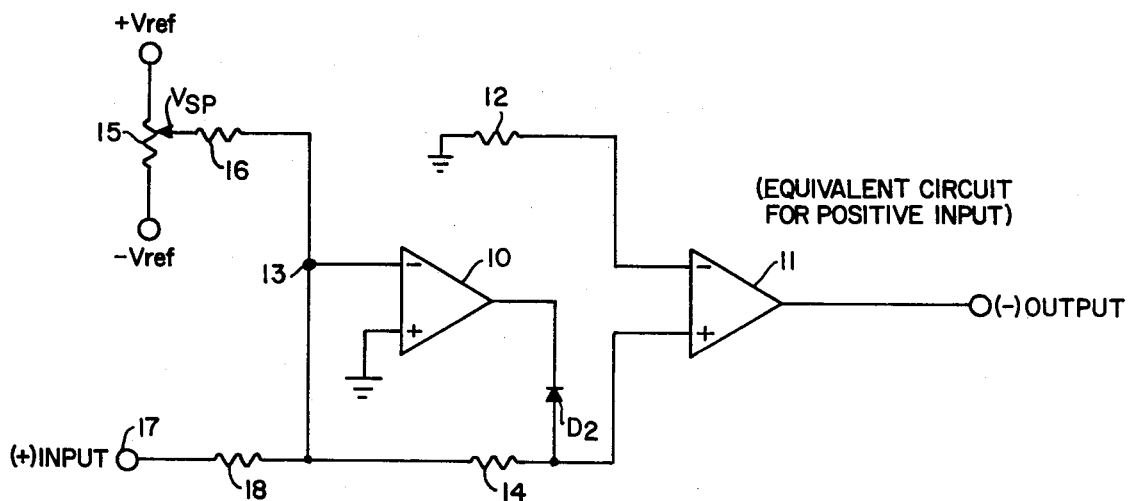 +Vref
VSP
15
16
-Vref
12
(EQUIVALENT CIRCUIT
FOR POSITIVE INPUT)
13
-
10
+
-
11
+
(-)OUTPUT
D2
17
(+)INPUT
18
14